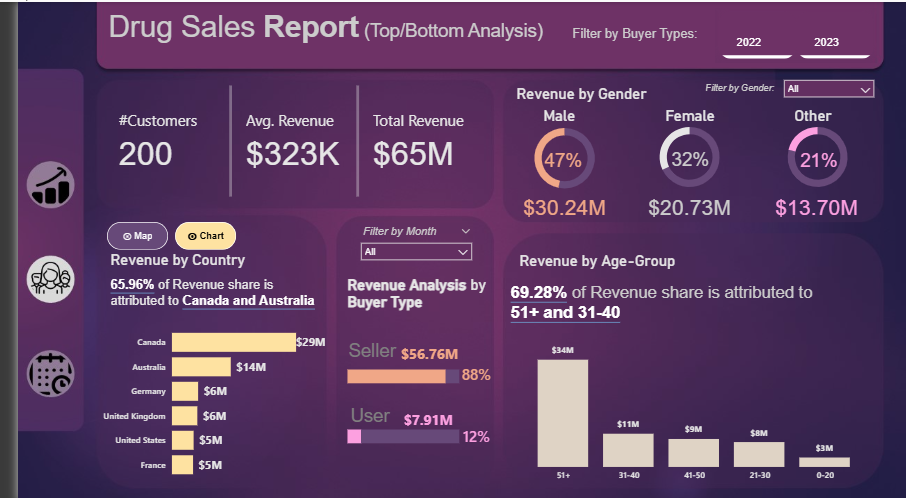 Drug Sales Report (Top/Bottom Analysis)
Filter by Buyer Types:
2022
2023
#Customers
200
Avg. Revenue
$323K
Total Revenue
$65M
Revenue by Gender
Filter by Gender:
All
Male
47%
$30.24M
Female
32%
$20.73M
Other
21%
$13.70M
Map
Chart
Revenue by Country
65.96% of Revenue share is
attributed to Canada and Australia
Canada $29M
Australia $14M
Germany $6M
United Kingdom $6M
United States $5M
France $5M
Filter by Month
All
Revenue Analysis by
Buyer Type
Seller $56.76M
88%
User $7.91M
12%
Revenue by Age-Group
69.28% of Revenue share is attributed to
51+ and 31-40
$34M
$11M
$9M
$8M
$3M
51+ 31-40 41-50 21-30 0-20